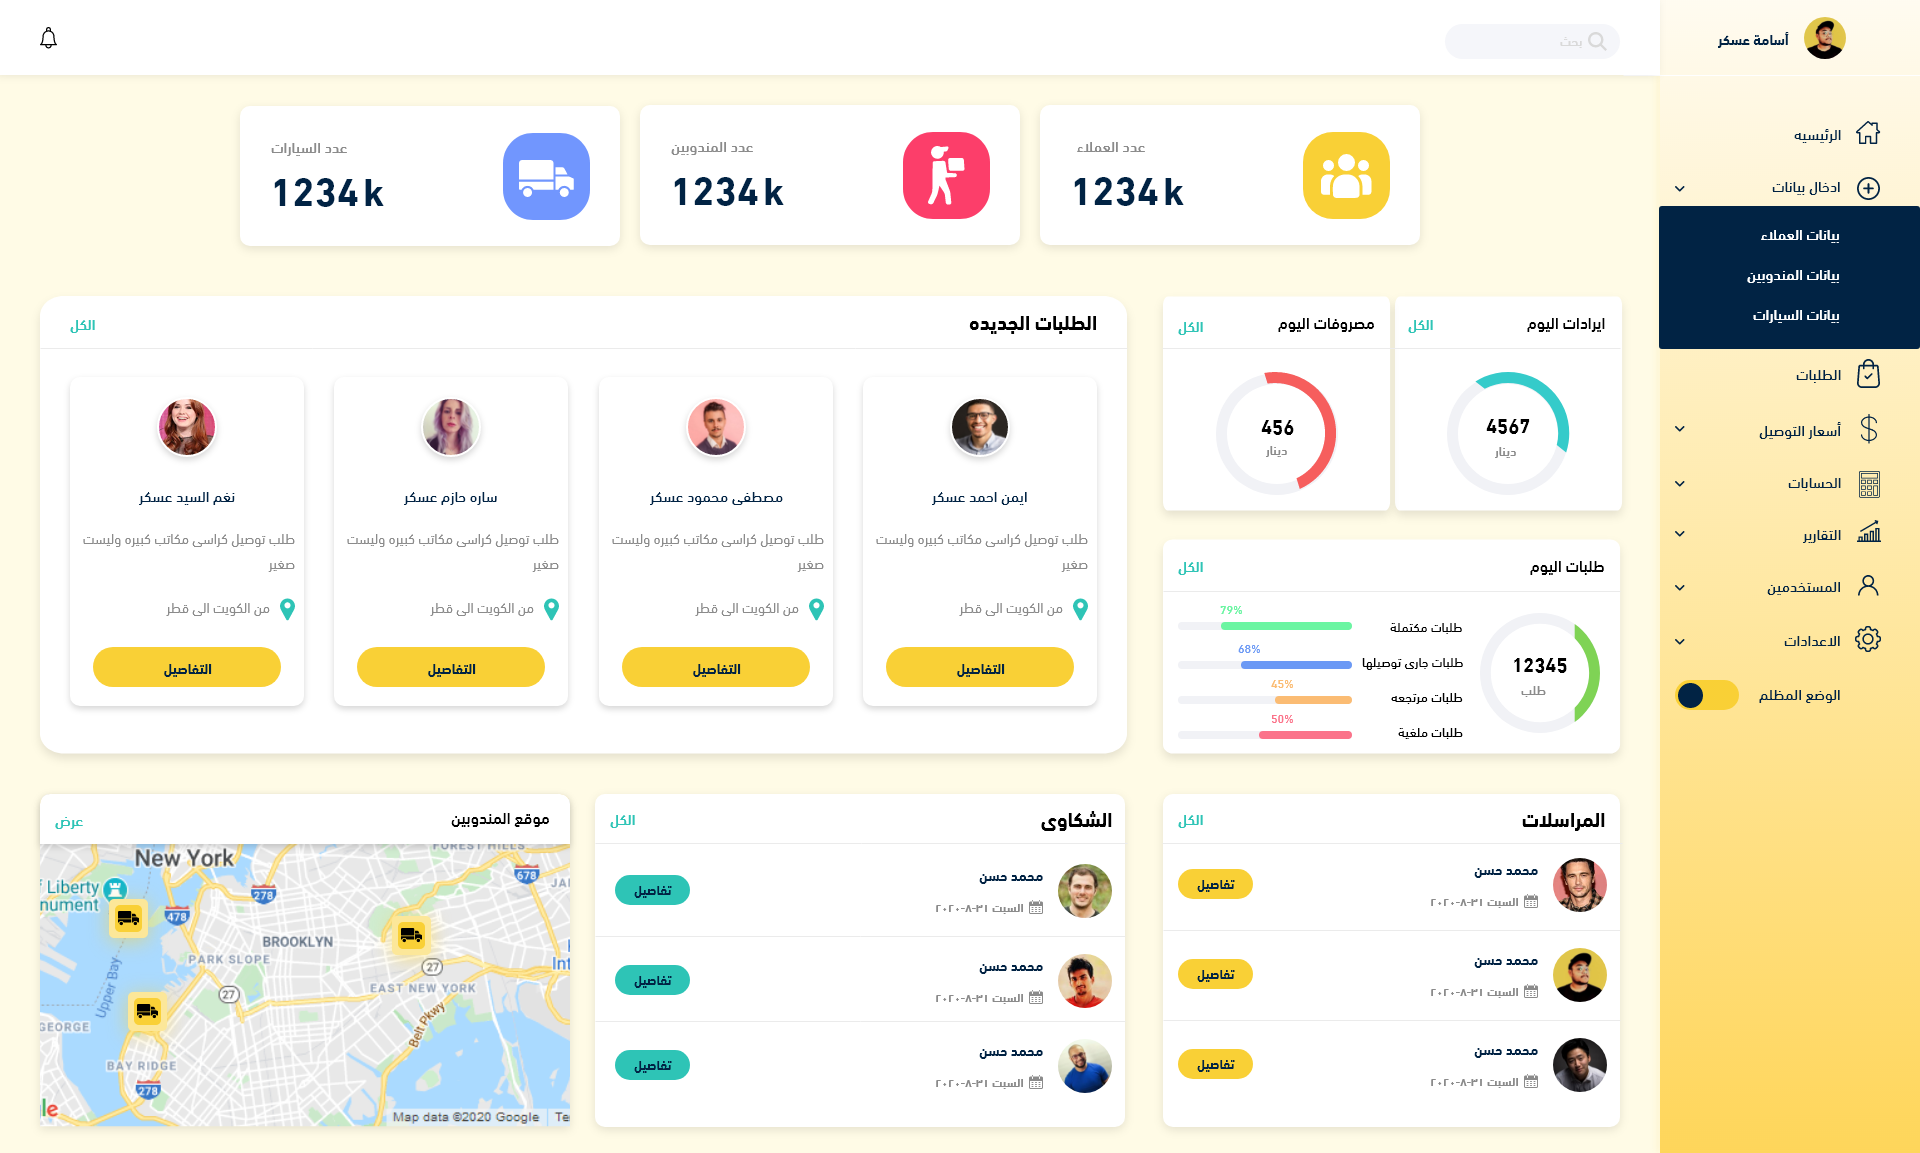 أسامة عسكر
بحث
الرئيسيه
ادخال بيانات
بيانات العملاء
بيانات المندوبين
بيانات السيارات
الطلبات
أسعار التوصيل
الحسابات
التقارير
المستخدمين
الاعدادات
الوضع المظلم
عدد العملاء
1234k
عدد المندوبين
1234k
عدد السيارات
1234k
ايرادات اليوم
الكل
4567
دينار
مصروفات اليوم
الكل
456
دينار
الطلبات الجديده
الكل
ايمن احمد عسكر
طلب توصيل كراسى مكاتب كبيره وليست
صغير
من الكويت الى قطر
التفاصيل
مصطفى محمود عسكر
طلب توصيل كراسى مكاتب كبيره وليست
صغير
من الكويت الى قطر
التفاصيل
ساره حازم عسكر
طلب توصيل كراسى مكاتب كبيره وليست
صغير
من الكويت الى قطر
التفاصيل
نغم السيد عسكر
طلب توصيل كراسى مكاتب كبيره وليست
صغير
من الكويت الى قطر
التفاصيل
طلبات اليوم
الكل
12345
طلب
طلبات مكتملة
79%
طلبات جارى توصيلها
68%
طلبات مرتجعه
45%
طلبات ملغية
50%
المراسلات
الكل
محمد حسن
السبت ٣١-٨-٢٠٢٠
تفاصيل
محمد حسن
السبت ٣١-٨-٢٠٢٠
تفاصيل
محمد حسن
السبت ٣١-٨-٢٠٢٠
تفاصيل
الشكاوى
الكل
محمد حسن
السبت ٣١-٨-٢٠٢٠
تفاصيل
محمد حسن
السبت ٣١-٨-٢٠٢٠
تفاصيل
محمد حسن
السبت ٣١-٨-٢٠٢٠
تفاصيل
موقع المندوبين
عرض
FOREST HILLS
New York
678
JA
f Liberty
nument
278
478
BROOKLYN
PARK SLOPE
27
Int
Upper Bay
27
EAST NEW YORK
GEORGE
Belt Pkwy
BAY RIDGE
278
le
Map data ©2020 Google
Te